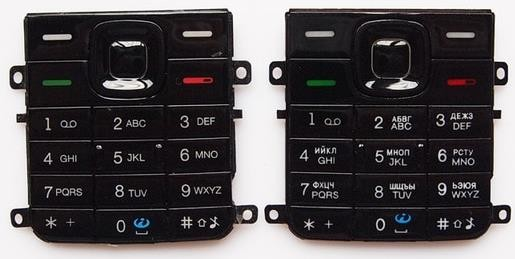 1 2 ABC 3 DEF
4 GHI 5 JKL 6 MNO
7 PQRS 8 TUV 9 WXYZ
* + 0 #
1 2 АБВГ ABC 3 ДЕЖЗ DEF
4 ИЙКЛ GHI 5 МНОП JKL 6 РСТУ MNO
7 ФХЦЧ PQRS 8 ШЩЪЫ TUV 9 ЬЭЮЯ WXYZ
* + 0 #